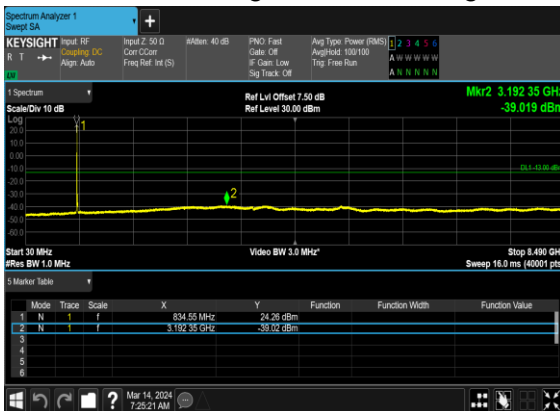 Spectrum Analyzer 1
Swept SA
+
KEYSIGHT
R T
LV
Input: RF
Coupling: DC
Align: Auto
Input Z: 50 Ω
Corr CCorr
Freq Ref: Int (S)
#Atten: 40 dB
PNO: Fast
Gate: Off
IF Gain: Low
Sig Track: Off
Avg Type: Power (RMS)
Avg|Hold: 100/100
Trig: Free Run
1 2 3 4 5 6
A W W W W W
A N N N N N
1 Spectrum
Scale/Div 10 dB
Ref Lvl Offset 7.50 dB
Ref Level 30.00 dBm
Mkr2 3.192 35 GHz
-39.019 dBm
Log
20.0
10.0
0.00
-10.0
-20.0
-30.0
-40.0
-50.0
-60.0
1
2
DL1 -13.00 dBm
Start 30 MHz
#Res BW 1.0 MHz
Video BW 3.0 MHz*
Stop 8.490 GHz
Sweep 16.0 ms (40001 pts)
5 Marker Table
Mode Trace Scale X Y Function Function Width Function Value
1 N 1 f 834.55 MHz 24.26 dBm
2 N 1 f 3.192 35 GHz -39.02 dBm
3
4
5
6
?
Mar 14, 2024
7:25:21 AM